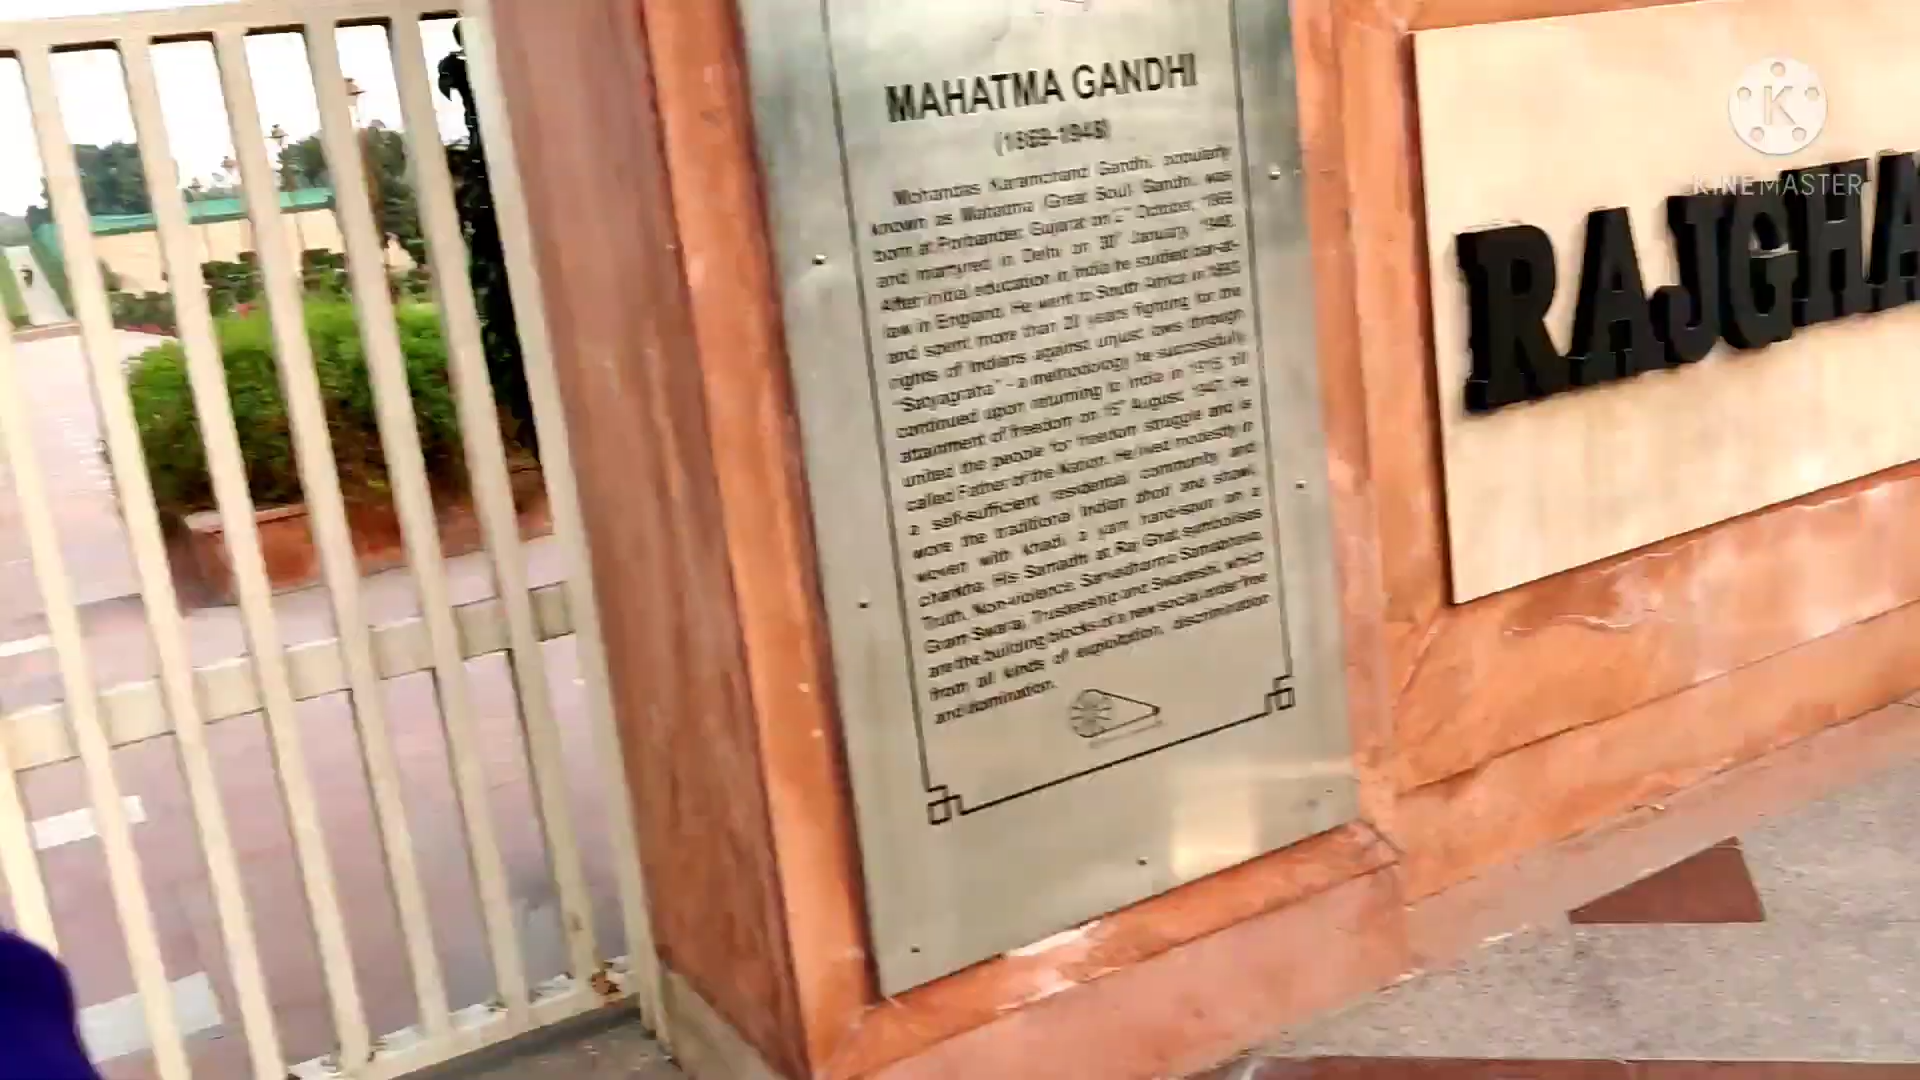 MAHATMA GANDHI
(1869-1948)
Mohandas Karamchand Gandhi, popularly
known as Mahatma (Great Soul) Gandhi, was
born at Porbander, Gujarat on 2nd October, 1869
and martyred in Delhi on 30th January, 1948.
After initial education in India he studied bar-at-
law in England. He went to South Africa in 1893
and spent more than 20 years fighting for the
rights of Indians against unjust laws through
"Satyagraha" - a methodology he successfully
continued upon returning to India in 1915 till
attainment of freedom on 15th August, 1947. He
united the people for freedom struggle and is
called Father of the Nation. He lived modestly in
a self-sufficient residential community and
wore the traditional Indian dhoti and shawl,
woven with khadi, a yarn hand-spun on a
charkha. His Samadhi at Raj Ghat symbolises
Truth, Non-violence, Sarvadharma Samabhava,
Gram Swaraj, Trusteeship and Swadeshi, which
are the building blocks of a new social order free
from all kinds of exploitation, discrimination
and domination.
RAJGHA
K
KINEMASTER